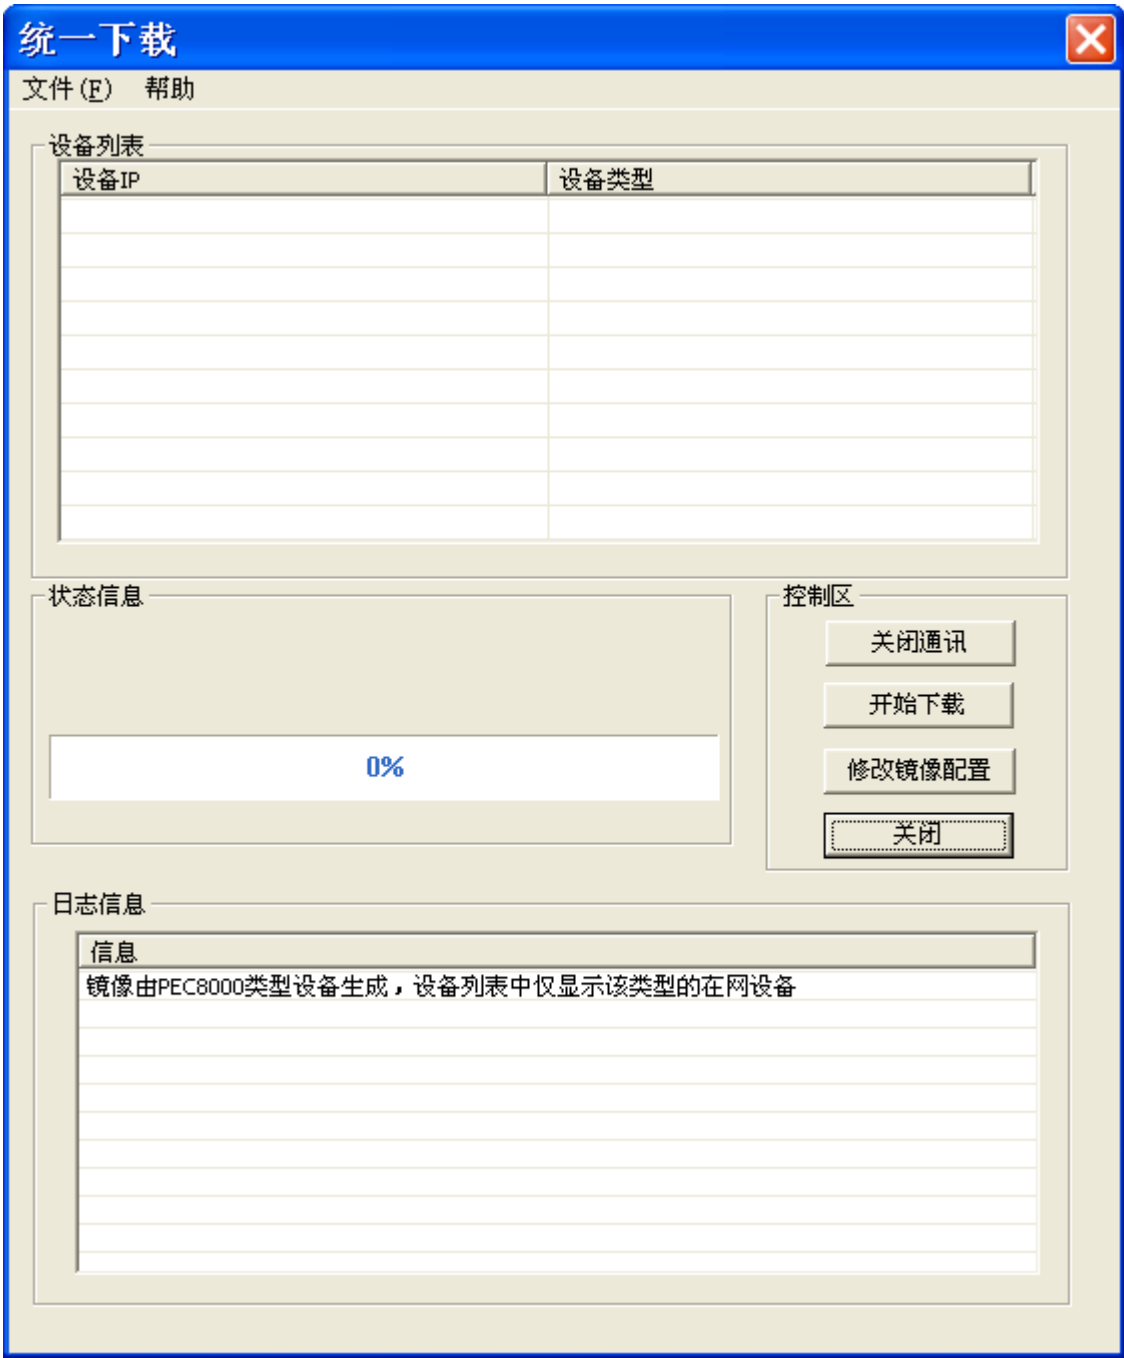 统一下载
文件(F) 帮助
设备列表
设备IP 设备类型
状态信息
0%
控制区
关闭通讯
开始下载
修改镜像配置
关闭
日志信息
信息
镜像由PEC8000类型设备生成，设备列表中仅显示该类型的在网设备